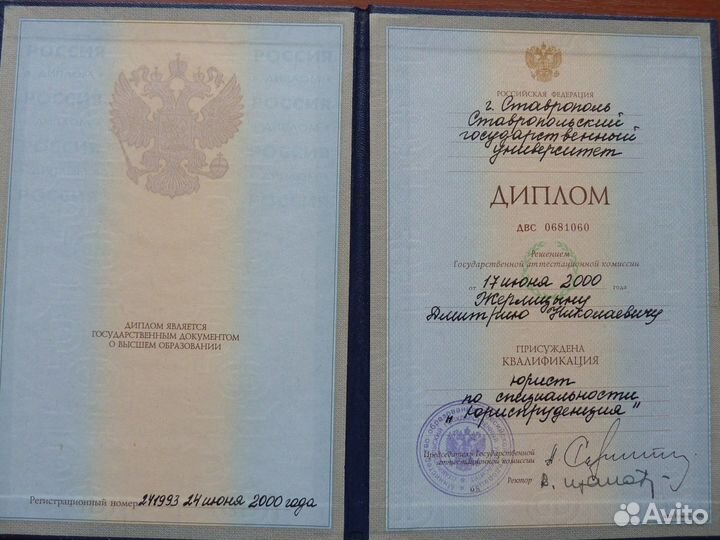 ДИПЛОМ ЯВЛЯЕТСЯ
ГОСУДАРСТВЕННЫМ ДОКУМЕНТОМ
О ВЫСШЕМ ОБРАЗОВАНИИ
Регистрационный номер 241993 24 июня 2000 года
РОССИЙСКАЯ ФЕДЕРАЦИЯ
г. Ставрополь
Ставропольский
государственный
университет
ДИПЛОМ
ДВС 0681060
Решением
Государственной аттестационной комиссии
от 17 июня 2000 года
Жерлицыну
Дмитрию Николаевичу
ПРИСУЖДЕНА
КВАЛИФИКАЦИЯ
юрист
по специальности
"Юриспруденция"
Председатель Государственной
аттестационной комиссии
Ректор
Avito